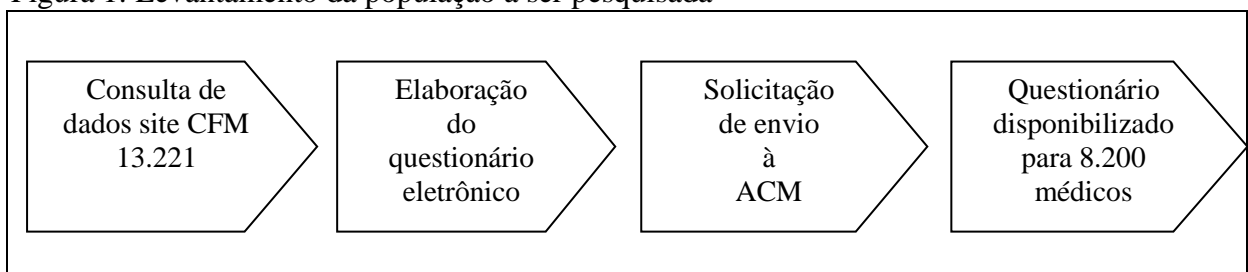 Figura 1. Levantamento da população a ser pesquisada
Consulta de
dados site CFM
13.221
Elaboração
do
questionário
eletrônico
Solicitação
de envio
à
ACM
Questionário
disponibilizado
para 8.200
médicos